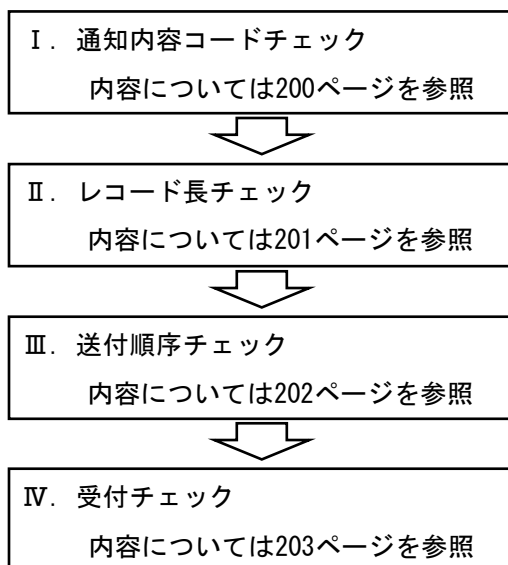 Ⅰ．通知内容コードチェック
内容については200ページを参照
Ⅱ．レコード長チェック
内容については201ページを参照
Ⅲ．送付順序チェック
内容については202ページを参照
Ⅳ．受付チェック
内容については203ページを参照